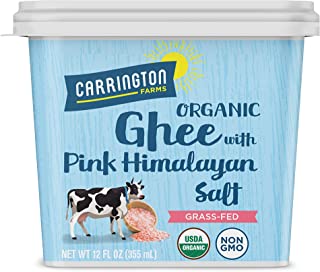 CARRINGTON
FARMS
ORGANIC
Ghee with
Pink Himalayan
Salt
GRASS-FED
USDA
ORGANIC
NON
GMO
NET WT 12 FL OZ (355 mL)